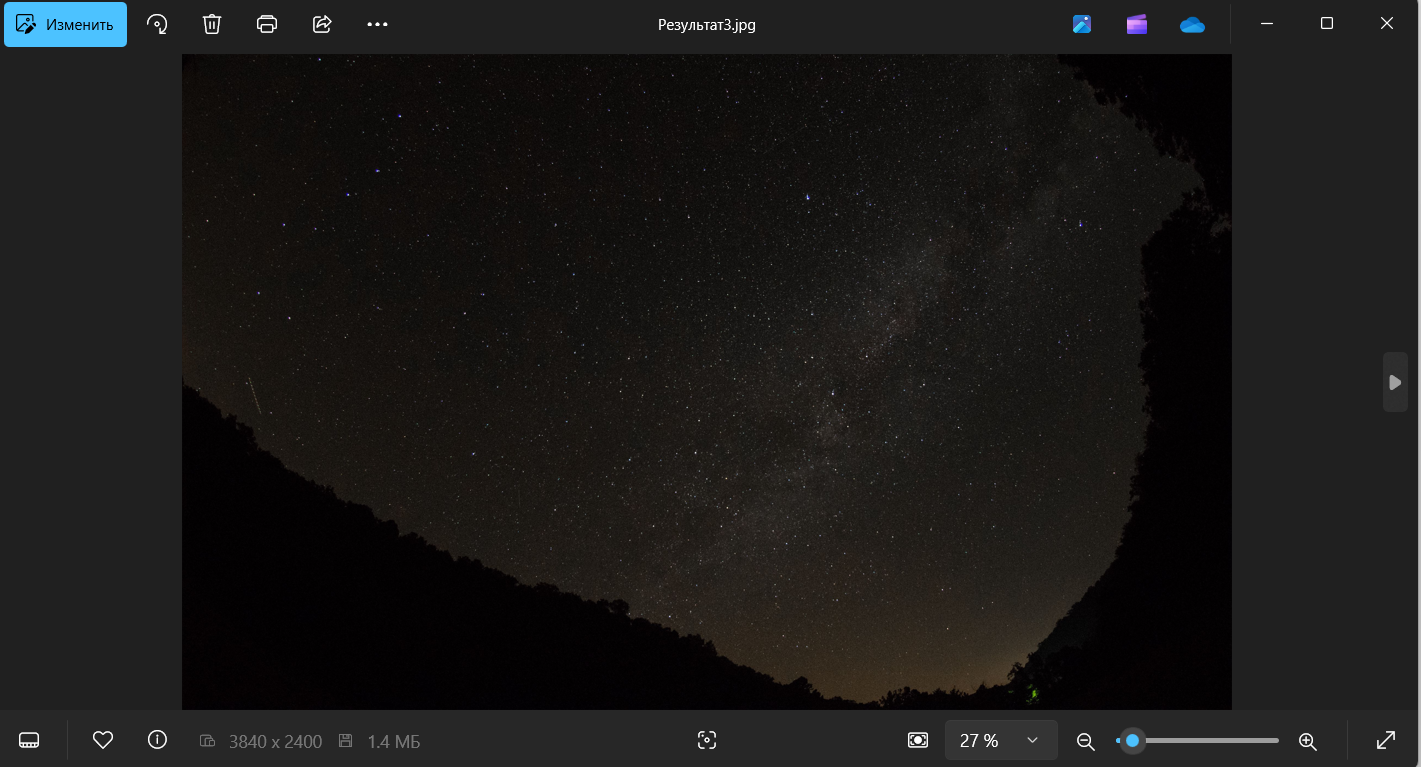 Изменить
Результат3.jpg
3840 x 2400
1.4 МБ
27 %